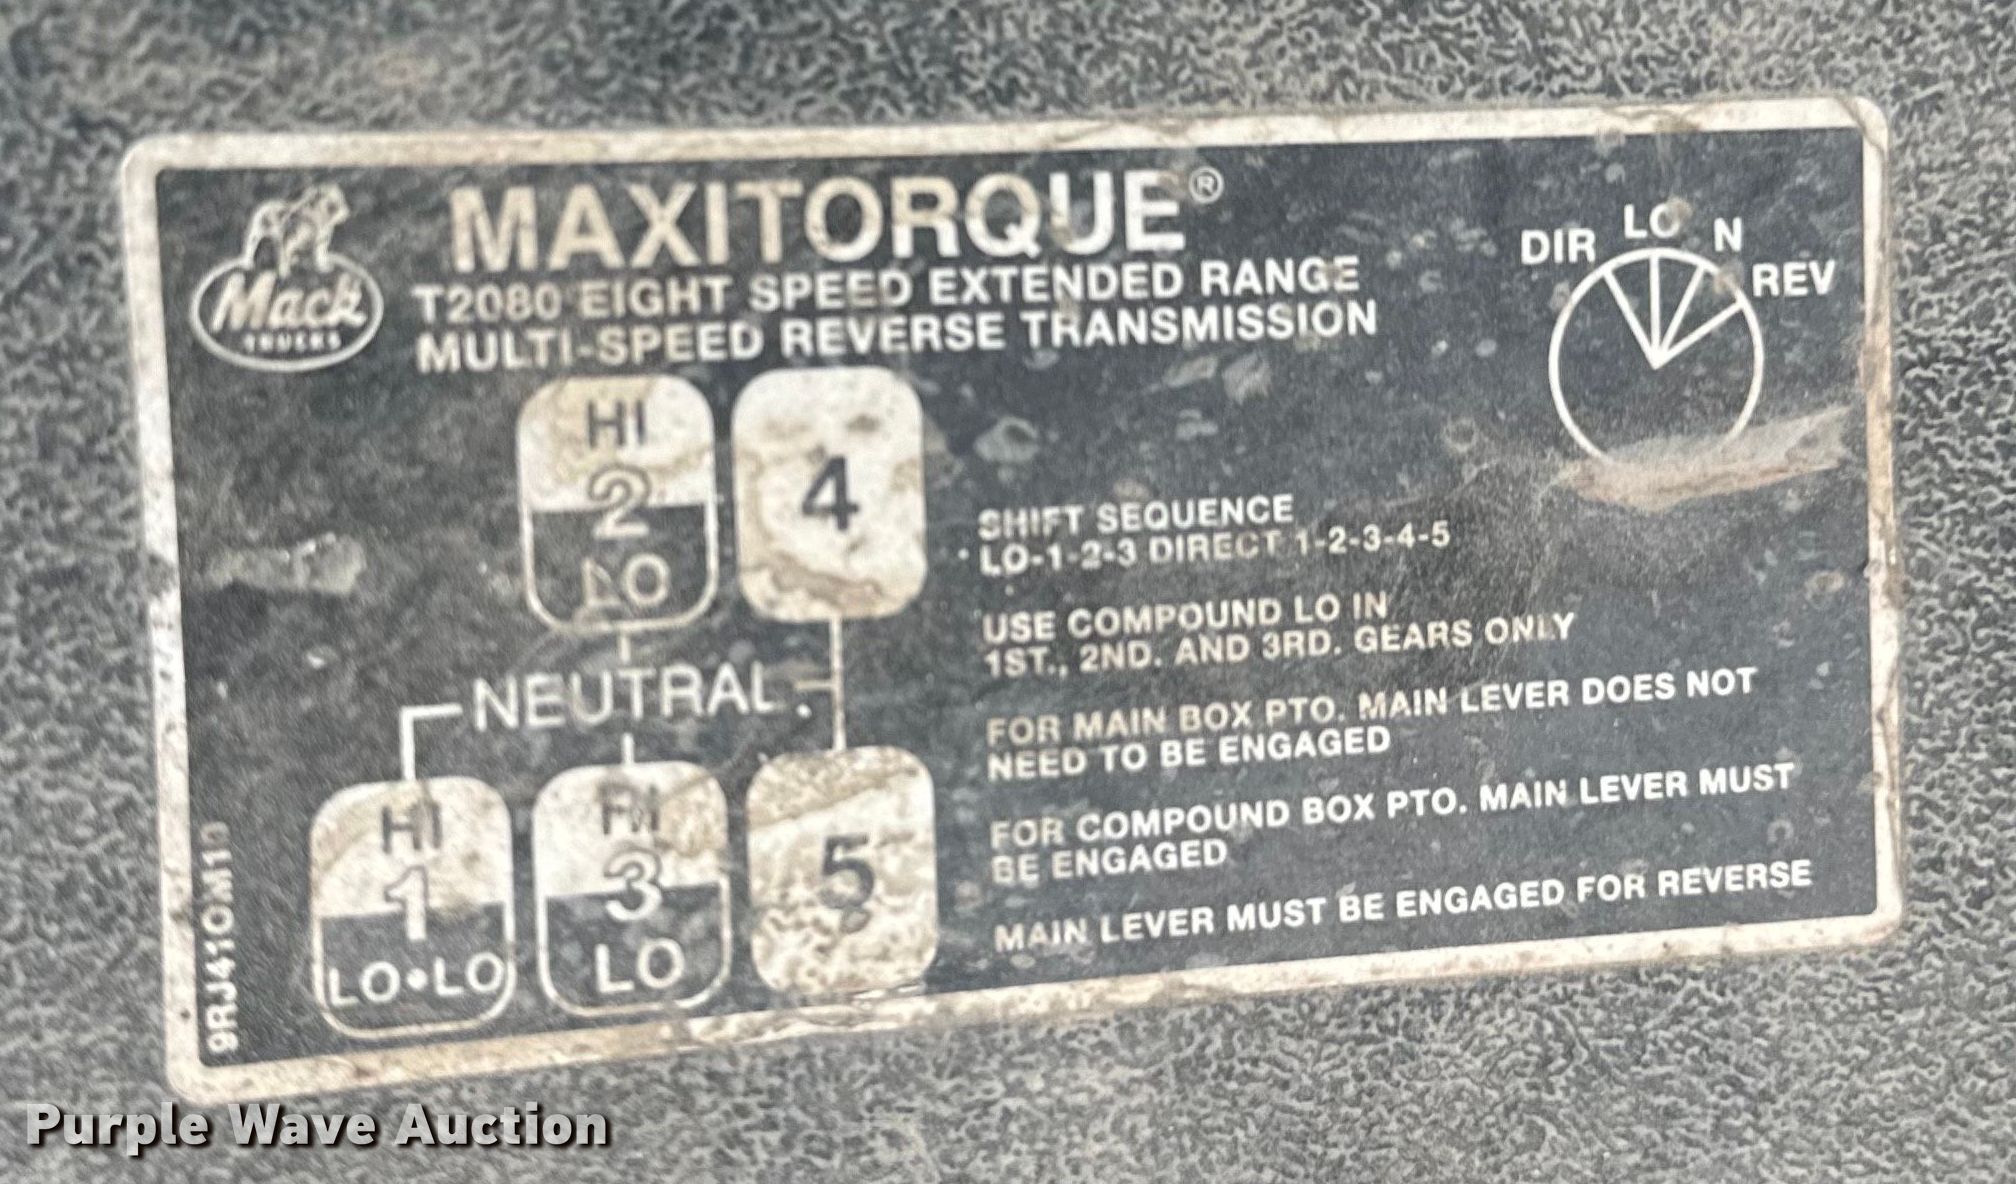 Mack
TRUCKS
MAXITORQUE®
T2080 EIGHT SPEED EXTENDED RANGE
MULTI-SPEED REVERSE TRANSMISSION
DIR LO N REV
HI
2
LO
4
NEUTRAL
HI
1
LO•LO
HI
3
LO
5
SHIFT SEQUENCE
LO-1-2-3 DIRECT 1-2-3-4-5
USE COMPOUND LO IN
1ST., 2ND. AND 3RD. GEARS ONLY
FOR MAIN BOX PTO. MAIN LEVER DOES NOT
NEED TO BE ENGAGED
FOR COMPOUND BOX PTO. MAIN LEVER MUST
BE ENGAGED
MAIN LEVER MUST BE ENGAGED FOR REVERSE
Purple Wave Auction